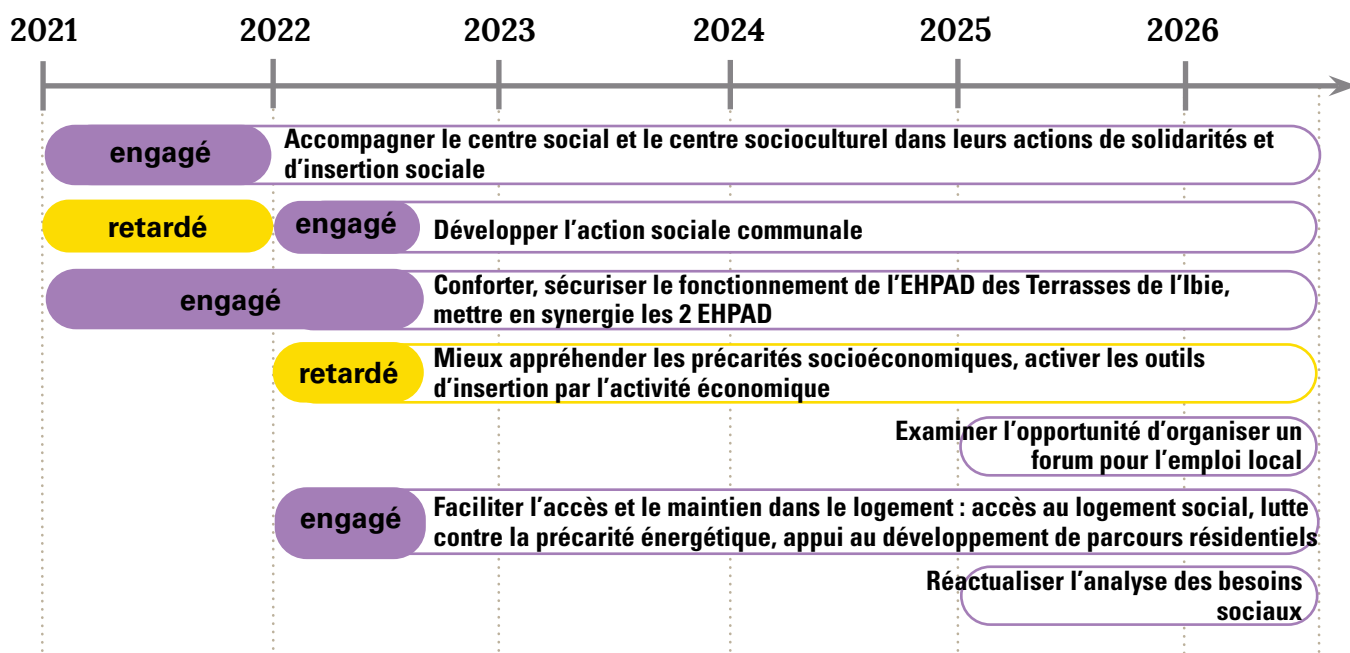 2021 2022 2023 2024 2025 2026
engagé
Accompagner le centre social et le centre socioculturel dans leurs actions de solidarités et
d’insertion sociale
retardé
engagé
Développer l’action sociale communale
engagé
Conforter, sécuriser le fonctionnement de l’EHPAD des Terrasses de l’Ibie,
mettre en synergie les 2 EHPAD
retardé
Mieux appréhender les précarités socioéconomiques, activer les outils
d’insertion par l’activité économique
Examiner l’opportunité d’organiser un
forum pour l’emploi local
engagé
Faciliter l’accès et le maintien dans le logement : accès au logement social, lutte
contre la précarité énergétique, appui au développement de parcours résidentiels
Réactualiser l’analyse des besoins
sociaux